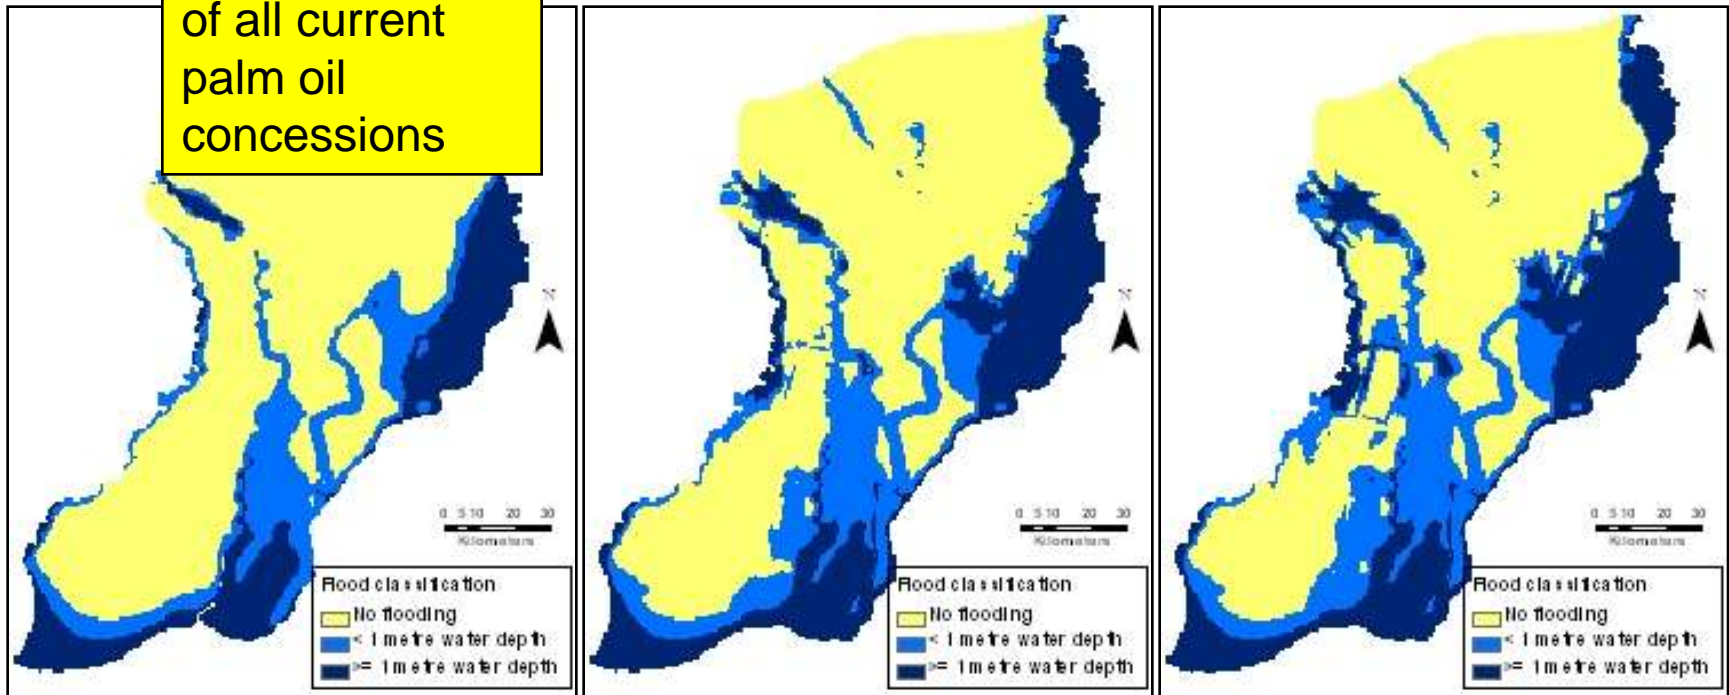 of all current
palm oil
concessions
N
0 5 10 20 30
Kilometers
Flood classification
No flooding
< 1 metre water depth
>= 1 metre water depth
N
0 5 10 20 30
Kilometers
Flood classification
No flooding
< 1 metre water depth
>= 1 metre water depth
N
0 5 10 20 30
Kilometers
Flood classification
No flooding
< 1 metre water depth
>= 1 metre water depth